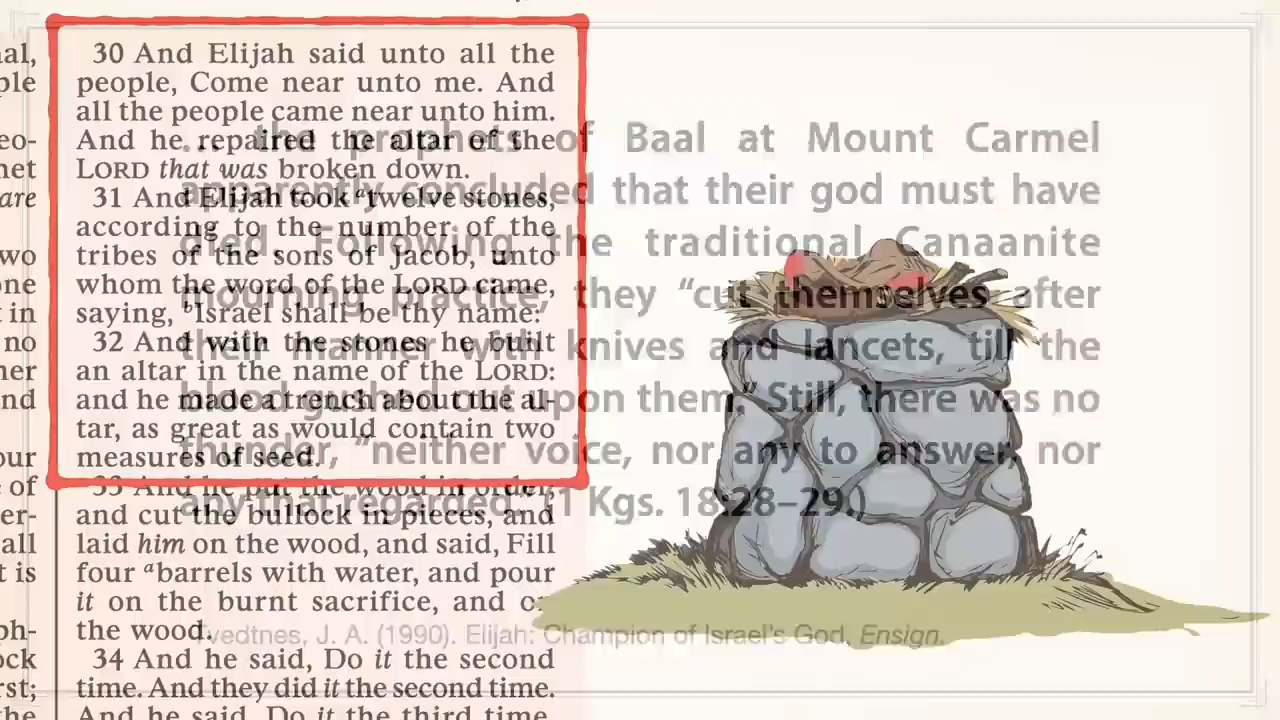 30 And Elijah said unto all the
people, Come near unto me. And
all the people came near unto him.
And he repaired the altar of the
LORD that was broken down.
31 And Elijah took ᵃtwelve stones,
according to the number of the
tribes of the sons of Jacob, unto
whom the word of the LORD came,
saying, ᵇIsrael shall be thy name:
32 And with the stones he built
an altar in the name of the LORD:
and he made a trench about the al-
tar, as great as would contain two
measures of seed.
33 And he put the wood in order,
and cut the bullock in pieces, and
laid him on the wood, and said, Fill
four ᵃbarrels with water, and pour
it on the burnt sacrifice, and on
the wood.
34 And he said, Do it the second
time. And they did it the second time.
And he said, Do it the third time.
... the prophets of Baal at Mount Carmel
apparently concluded that their god must have
died. Following the traditional Canaanite
mourning practice, they “cut themselves after
their manner with knives and lancets, till the
blood gushed out upon them.” Still, there was no
thunder, “neither voice, nor any to answer, nor
any that regarded” (1 Kgs. 18:28–29.)
Tvedtnes, J. A. (1990). Elijah: Champion of Israel's God, Ensign.